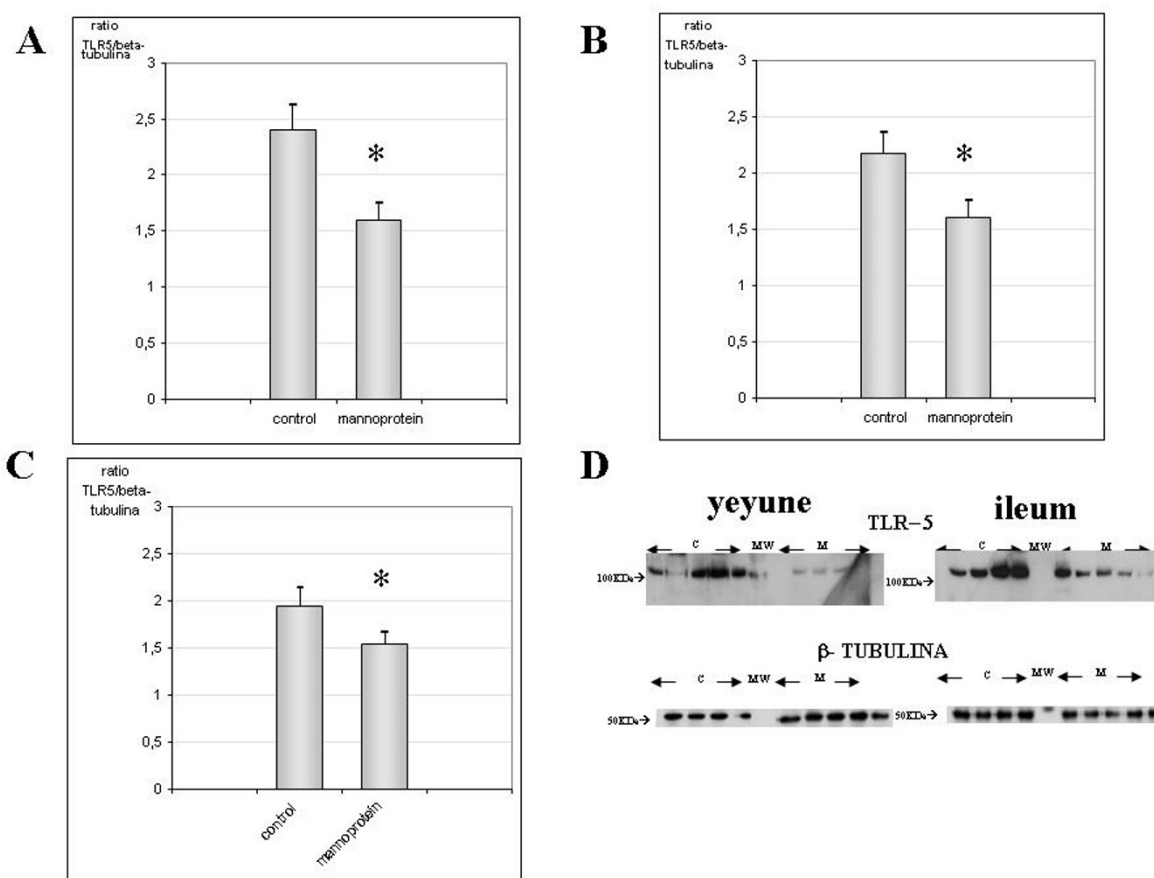 A
ratio
TLR5/beta-
tubulina
3
2,5
2
1,5
1
0,5
0
*
control mannoprotein
B
ratio
TLR5/beta-
tubulina
3
2,5
2
1,5
1
0,5
0
*
control mannoprotein
C
ratio
TLR5/beta-
tubulina
3
2,5
2
1,5
1
0,5
0
*
control mannoprotein
D
yeyune TLR-5 ileum
C MW M C MW M
100KDa→ 100KDa→
β- TUBULINA
C MW M C MW M
50KDa→ 50KDa→